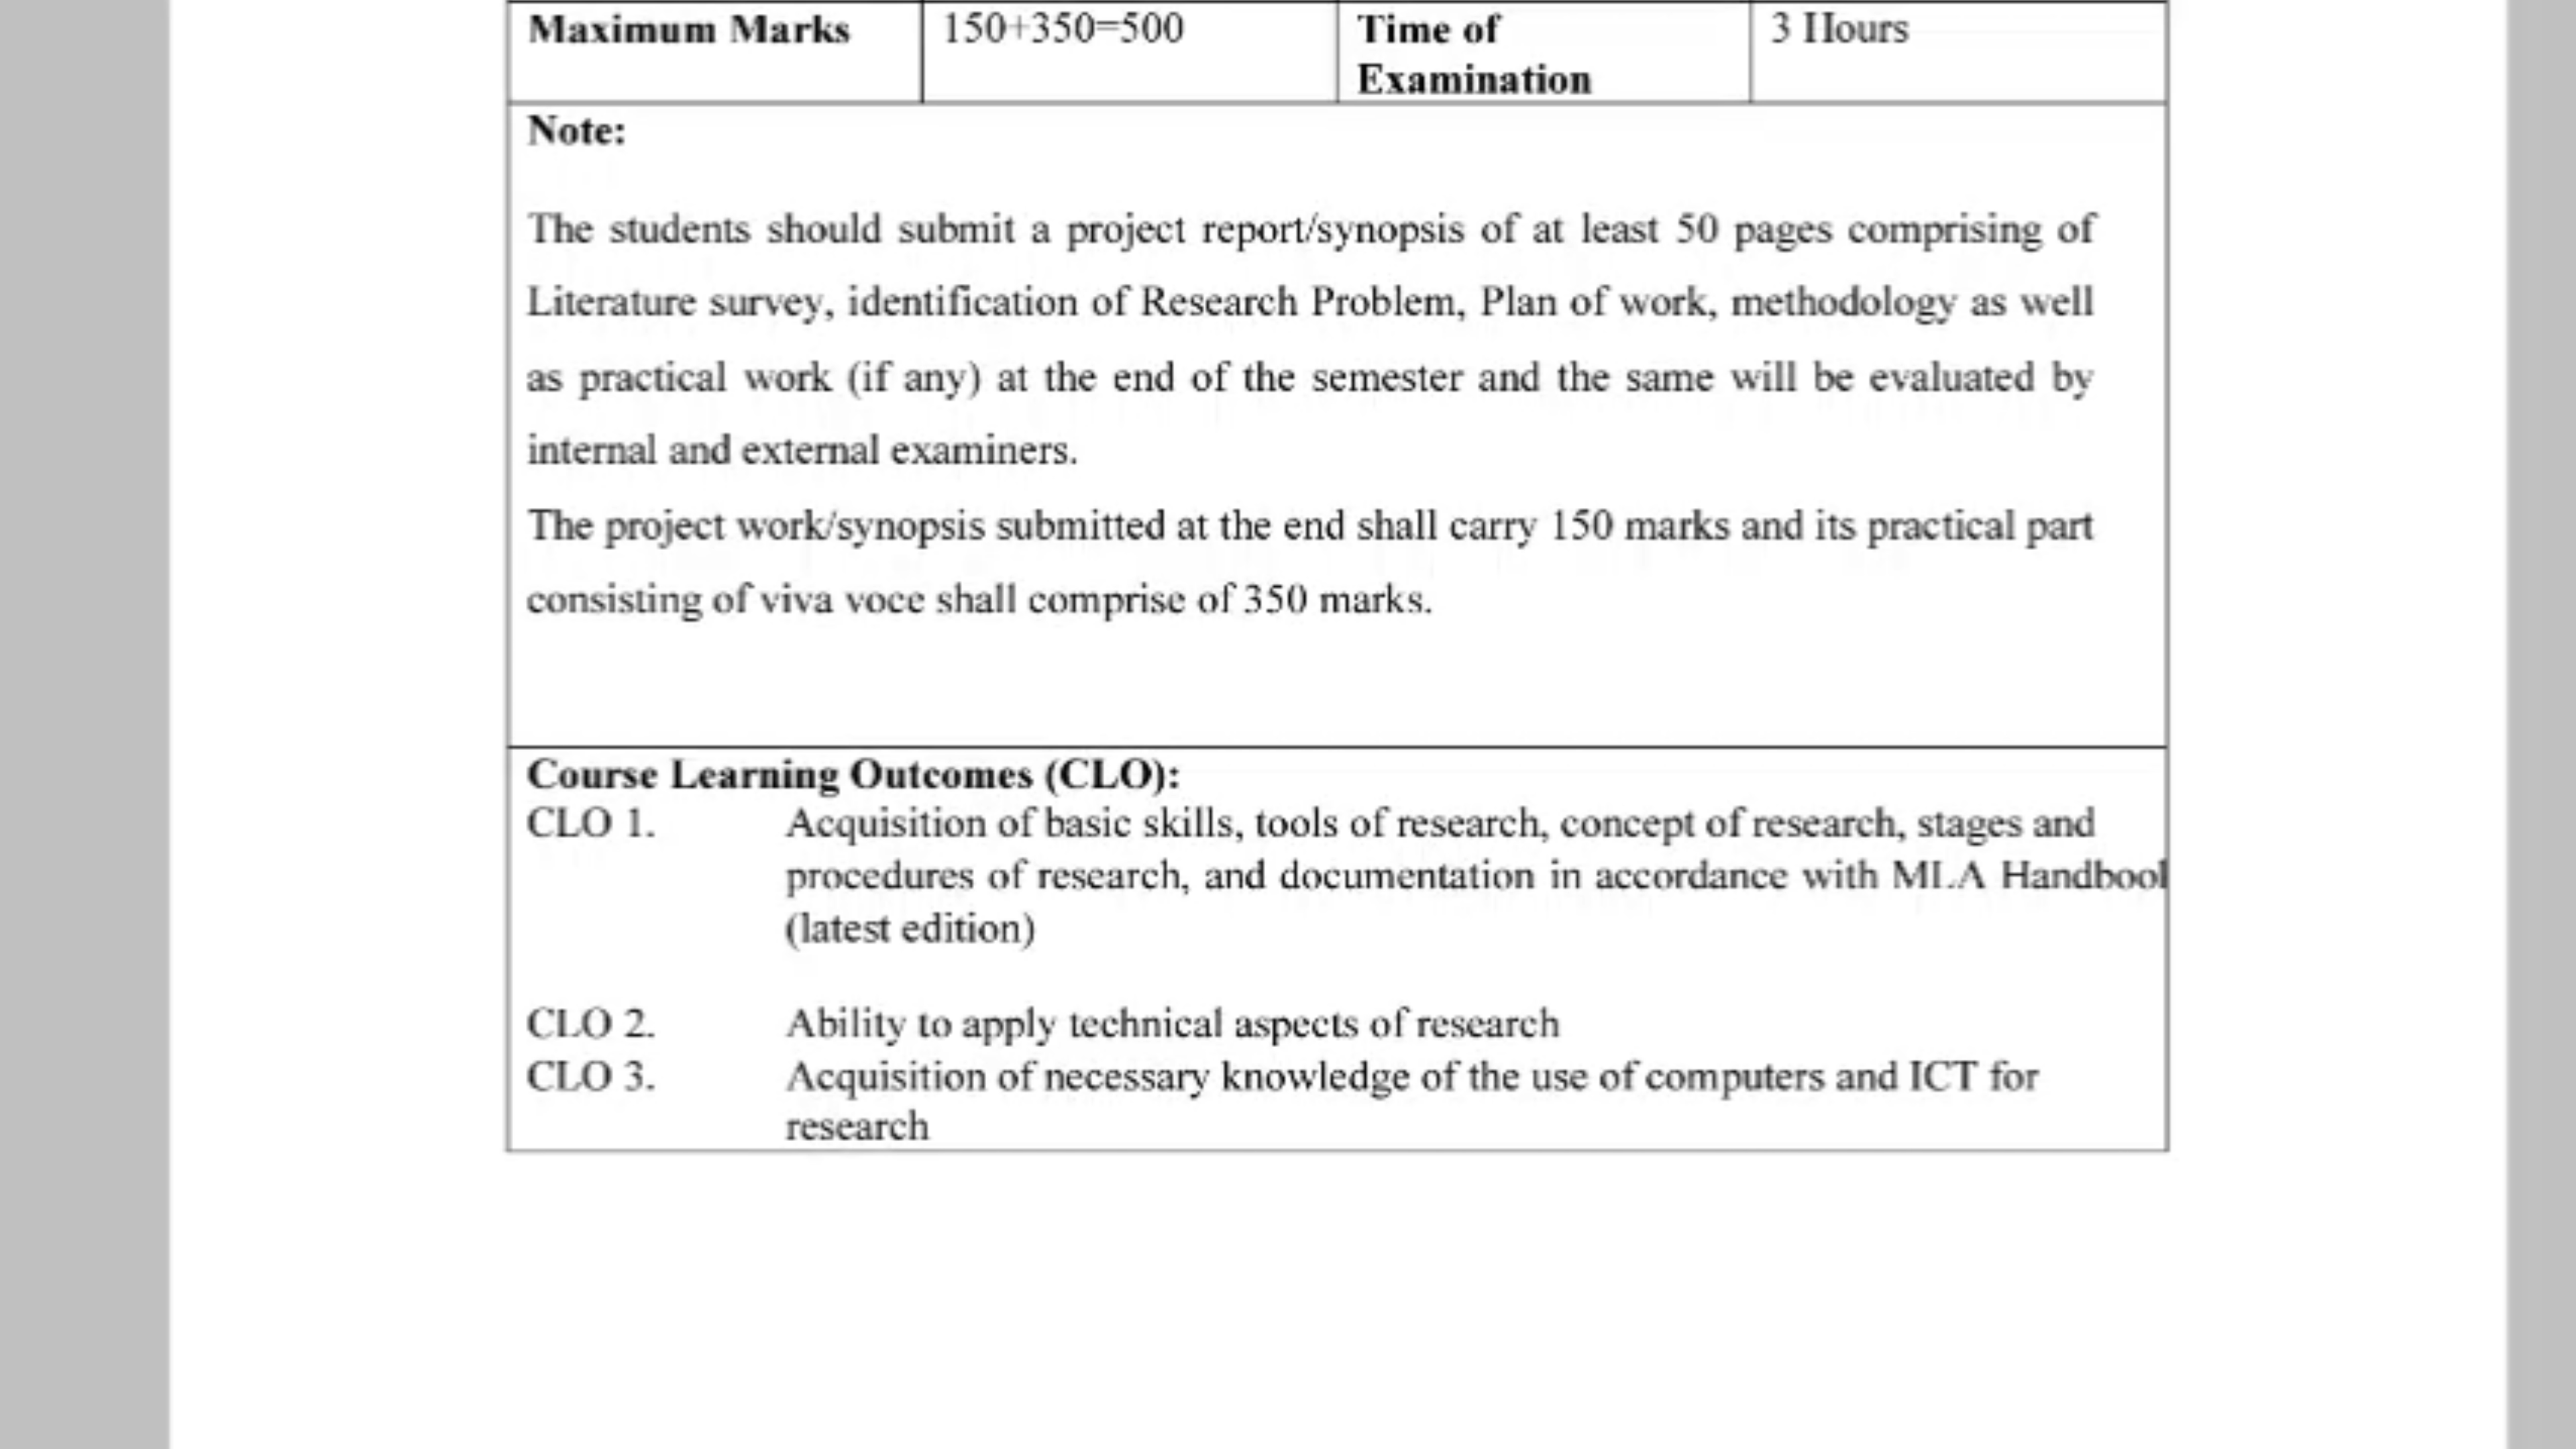 Maximum Marks 150+350=500 Time of 3 Hours
Examination
Note:
The students should submit a project report/synopsis of at least 50 pages comprising of
Literature survey, identification of Research Problem, Plan of work, methodology as well
as practical work (if any) at the end of the semester and the same will be evaluated by
internal and external examiners.
The project work/synopsis submitted at the end shall carry 150 marks and its practical part
consisting of viva voce shall comprise of 350 marks.
Course Learning Outcomes (CLO):
CLO 1. Acquisition of basic skills, tools of research, concept of research, stages and
procedures of research, and documentation in accordance with MLA Handbool
(latest edition)
CLO 2. Ability to apply technical aspects of research
CLO 3. Acquisition of necessary knowledge of the use of computers and ICT for
research